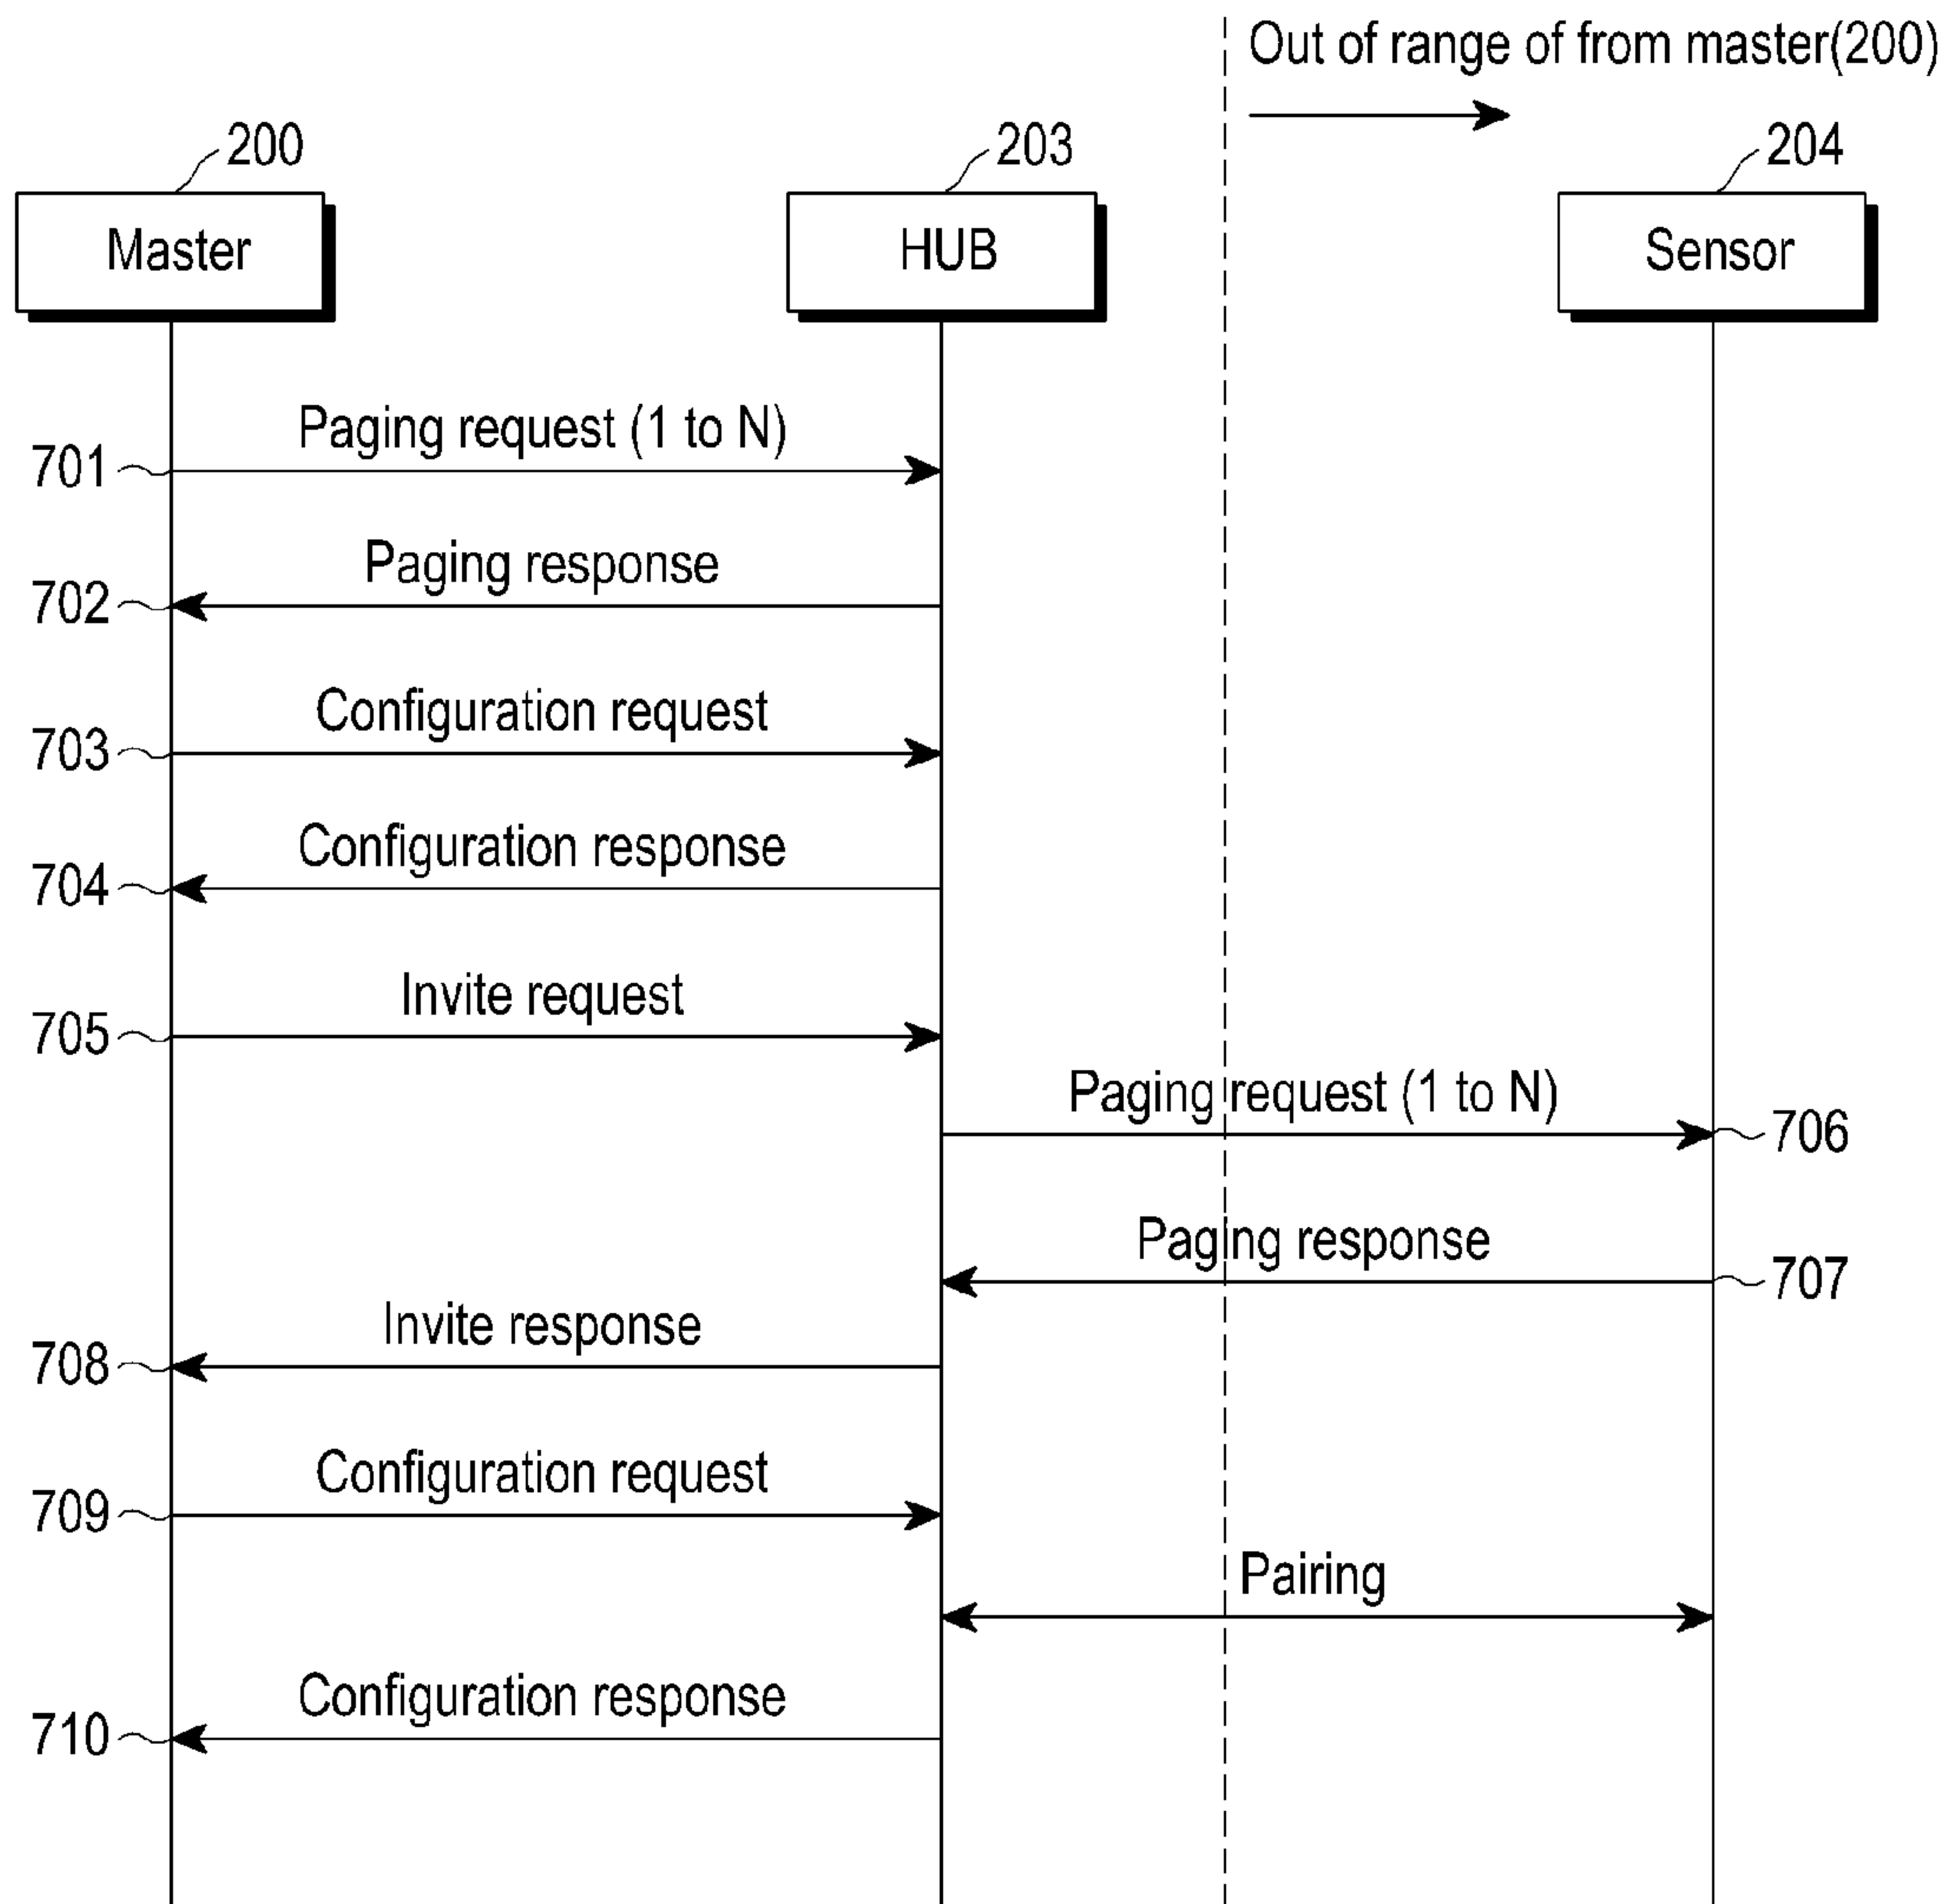 Out of range of from master(200)
200
203
204
Master
HUB
Sensor
Paging request (1 to N)
701
Paging response
702
Configuration request
703
Configuration response
704
Invite request
705
Paging request (1 to N)
706
Paging response
707
Invite response
708
Configuration request
709
Pairing
Configuration response
710